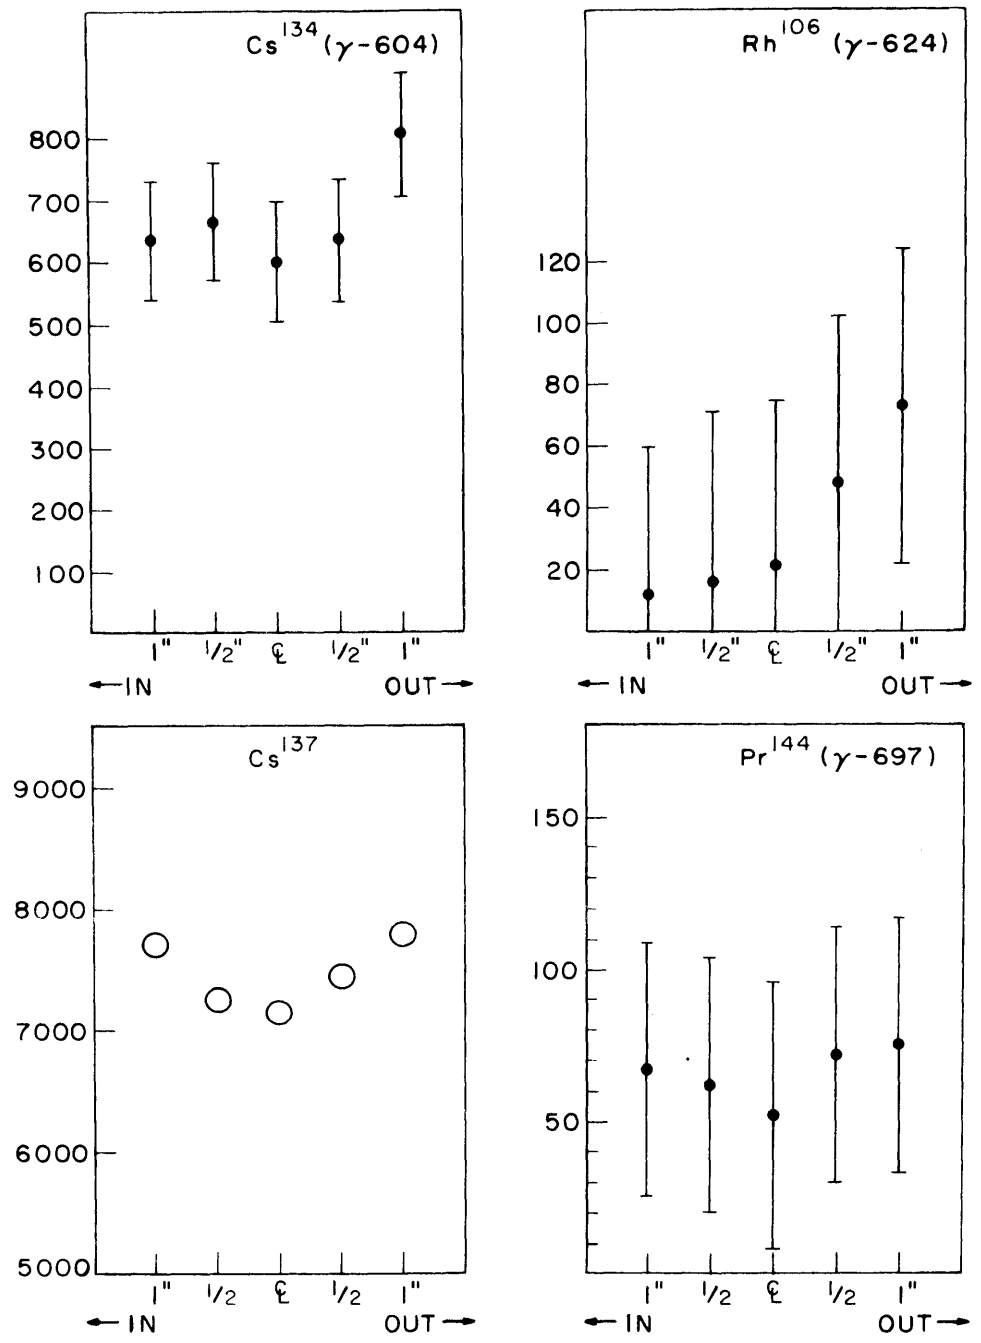 Cs¹³⁴ (γ-604)
800
700
600
500
400
300
200
100
1" 1/2" ℄ 1/2" 1"
←IN OUT→
Rh¹⁰⁶ (γ-624)
120
100
80
60
40
20
1" 1/2" ℄ 1/2" 1"
←IN OUT→
Cs¹³⁷
9000
8000
7000
6000
5000
1" 1/2 ℄ 1/2 1"
←IN OUT→
Pr¹⁴⁴ (γ-697)
150
100
50
1" 1/2 ℄ 1/2 1"
←IN OUT→